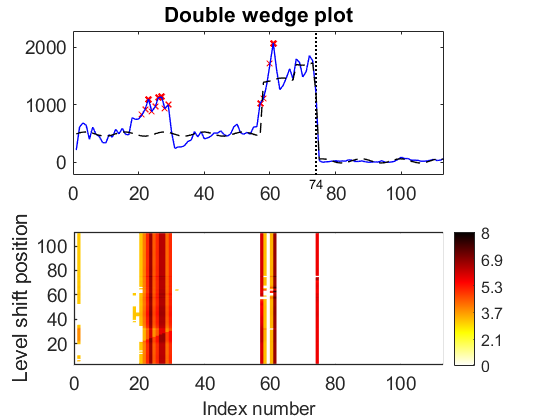 Double wedge plot
2000
1000
0
0 20 40 60 74 80 100
Level shift position
100
80
60
40
20
0 20 40 60 80 100
Index number
8
6.9
5.3
3.7
2.1
0